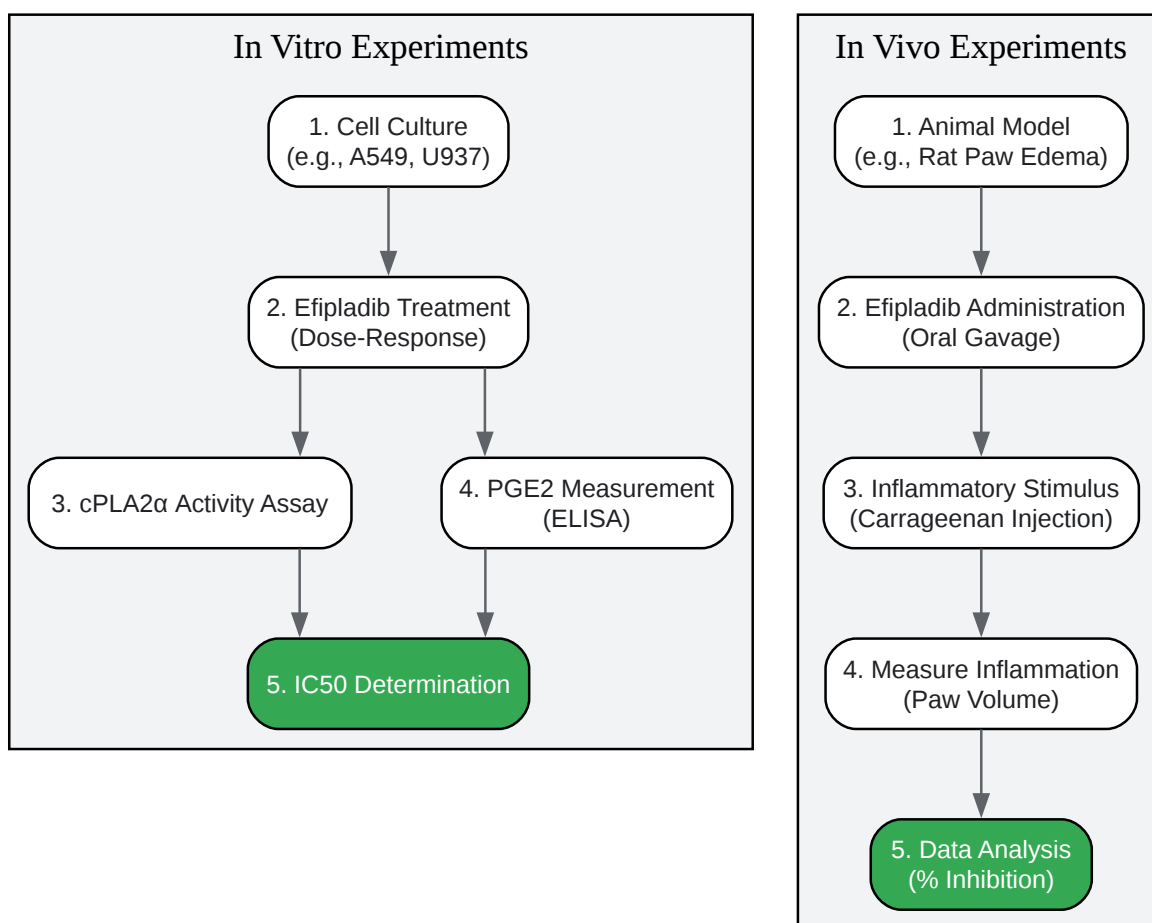 In Vitro Experiments
1. Cell Culture
(e.g., A549, U937)
2. Efipladib Treatment
(Dose-Response)
3. cPLA2α Activity Assay
4. PGE2 Measurement
(ELISA)
5. IC50 Determination
In Vivo Experiments
1. Animal Model
(e.g., Rat Paw Edema)
2. Efipladib Administration
(Oral Gavage)
3. Inflammatory Stimulus
(Carrageenan Injection)
4. Measure Inflammation
(Paw Volume)
5. Data Analysis
(% Inhibition)